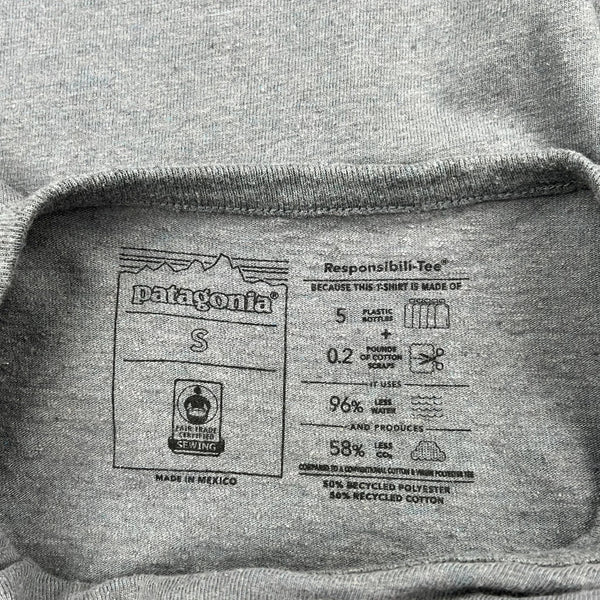 patagonia®
S
FAIR TRADE
CERTIFIED
SEWING
MADE IN MEXICO
Responsibili-Tee®
BECAUSE THIS T-SHIRT IS MADE OF
5 PLASTIC BOTTLES
+
0.2 POUNDS OF COTTON SCRAPS
IT USES
96% LESS WATER
AND PRODUCES
58% LESS CO₂
COMPARED TO A CONVENTIONAL COTTON & VIRGIN POLYESTER TEE
50% RECYCLED POLYESTER
50% RECYCLED COTTON